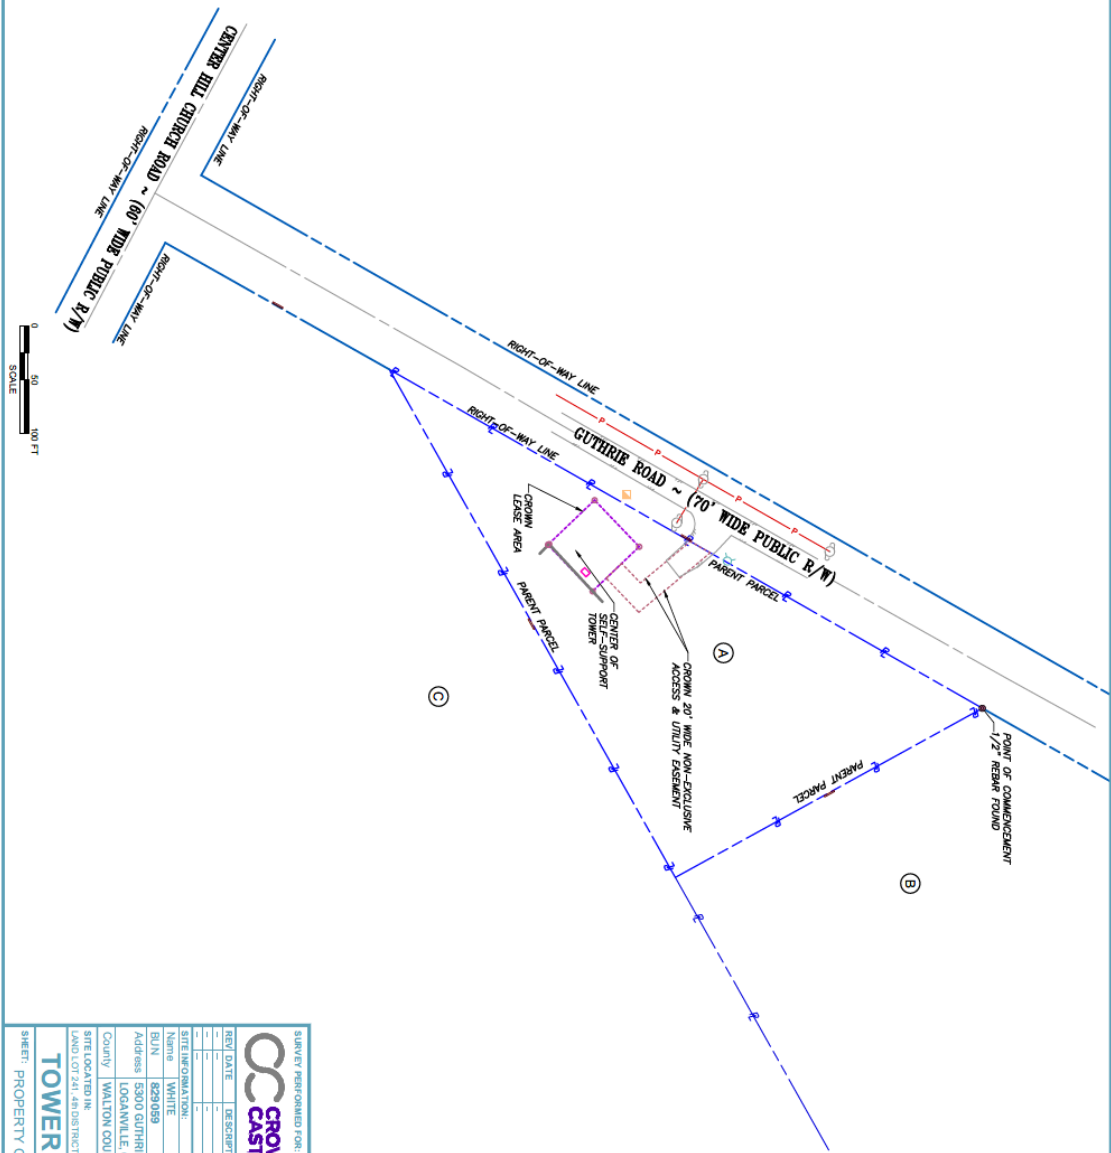 CENTER HILL CHURCH ROAD ~ (60' WIDE PUBLIC R/W)
RIGHT-OF-WAY LINE
RIGHT-OF-WAY LINE
RIGHT-OF-WAY LINE
0 50 100 FT
SCALE
RIGHT-OF-WAY LINE
RIGHT-OF-WAY LINE
GUTHRIE ROAD ~ (70' WIDE PUBLIC R/W)
P
P
P
P
CROWN
LEASE AREA
PARENT PARCEL
PARENT PARCEL
CENTER OF
SELF-SUPPORT
TOWER
CROWN 20' WIDE NON-EXCLUSIVE
ACCESS & UTILITY EASEMENT
A
C
PARENT PARCEL
POINT OF COMMENCEMENT
1/2" REBAR FOUND
B
SURVEY PERFORMED FOR:
CROW
CAST
REV DATE DESCRIPT
SITE INFORMATION:
Name WHITE
BUN 829059
Address 5300 GUTHRI
LOGANVILLE,
County WALTON COU
SITE LOCATED IN:
LAND LOT 241, 4th DISTRICT
TOWER
SHEET: PROPERTY O